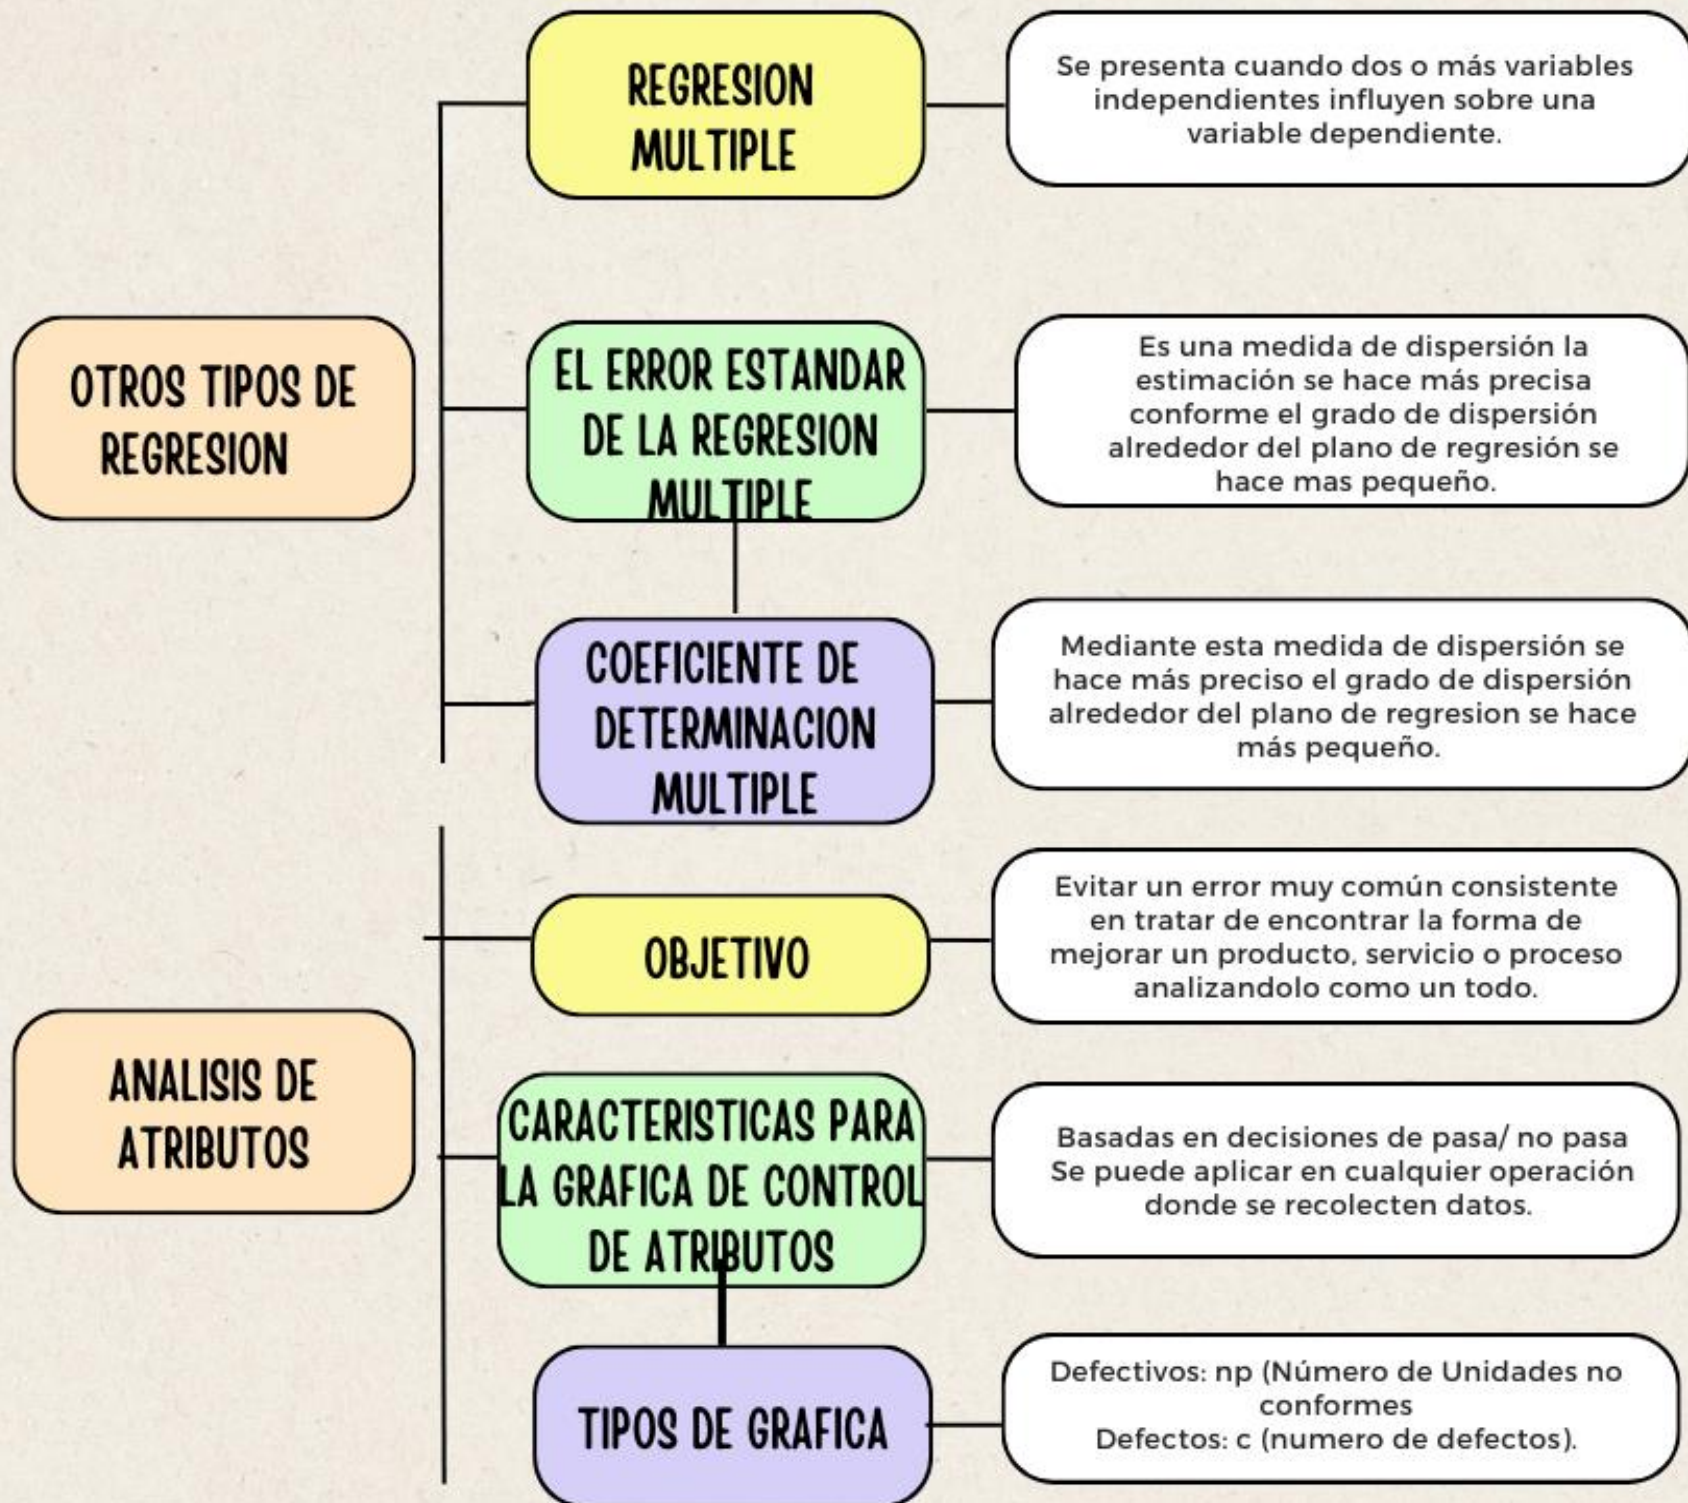 OTROS TIPOS DE
REGRESION
REGRESION
MULTIPLE
Se presenta cuando dos o más variables
independientes influyen sobre una
variable dependiente.
EL ERROR ESTANDAR
DE LA REGRESION
MULTIPLE
Es una medida de dispersión la
estimación se hace más precisa
conforme el grado de dispersión
alrededor del plano de regresión se
hace mas pequeño.
COEFICIENTE DE
DETERMINACION
MULTIPLE
Mediante esta medida de dispersión se
hace más preciso el grado de dispersión
alrededor del plano de regresion se hace
más pequeño.
ANALISIS DE
ATRIBUTOS
OBJETIVO
Evitar un error muy común consistente
en tratar de encontrar la forma de
mejorar un producto, servicio o proceso
analizandolo como un todo.
CARACTERISTICAS PARA
LA GRAFICA DE CONTROL
DE ATRIBUTOS
Basadas en decisiones de pasa/ no pasa
Se puede aplicar en cualquier operación
donde se recolecten datos.
TIPOS DE GRAFICA
Defectivos: np (Número de Unidades no
conformes
Defectos: c (numero de defectos).